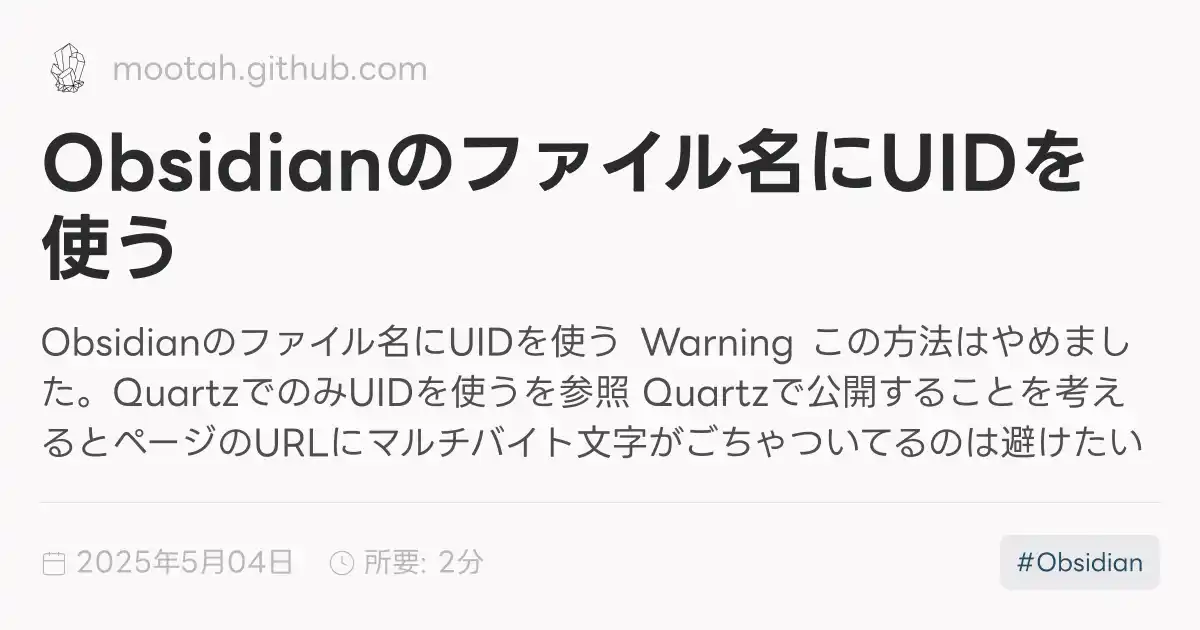 mootah.github.com
Obsidianのファイル名にUIDを
使う
Obsidianのファイル名にUIDを使う Warning この方法はやめまし
た。QuartzでのみUIDを使うを参照 Quartzで公開することを考え
るとページのURLにマルチバイト文字がごちゃついてるのは避けたい
2025年5月04日 所要: 2分
#Obsidian